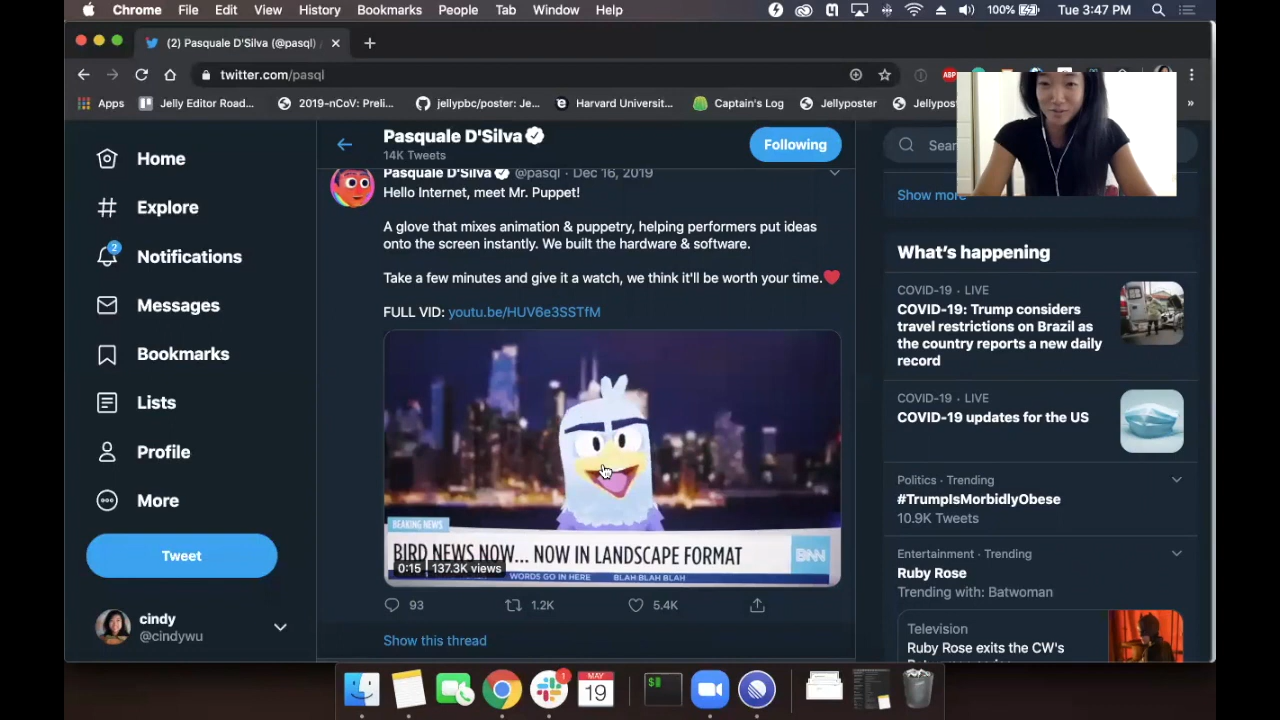 Chrome File Edit View History Bookmarks People Tab Window Help 100% Tue 3:47 PM
(2) Pasquale D'Silva (@pasql)
twitter.com/pasql
ABP
Apps Jelly Editor Road... 2019-nCoV: Preli... jellypbc/poster: Je... Harvard Universit... Captain's Log Jellyposter
Home
Explore
2
Notifications
Messages
Bookmarks
Lists
Profile
More
Tweet
cindy
@cindywu
Pasquale D'Silva
14K Tweets
Following
Pasquale D'Silva @pasql · Dec 16, 2019
Hello Internet, meet Mr. Puppet!
A glove that mixes animation & puppetry, helping performers put ideas
onto the screen instantly. We built the hardware & software.
Take a few minutes and give it a watch, we think it'll be worth your time.
FULL VID: youtu.be/HUV6e3SSTfM
BEAKING NEWS
BIRD NEWS NOW... NOW IN LANDSCAPE FORMAT
BNN
0:15 137.3K views
WORDS GO IN HERE BLAH BLAH BLAH
93 1.2K 5.4K
Show this thread
Show more
What's happening
COVID-19 · LIVE
COVID-19: Trump considers
travel restrictions on Brazil as
the country reports a new daily
record
COVID-19 · LIVE
COVID-19 updates for the US
Politics · Trending
#TrumpIsMorbidlyObese
10.9K Tweets
Entertainment · Trending
Ruby Rose
Trending with: Batwoman
Television
Ruby Rose exits the CW's
1
MAY
19
$